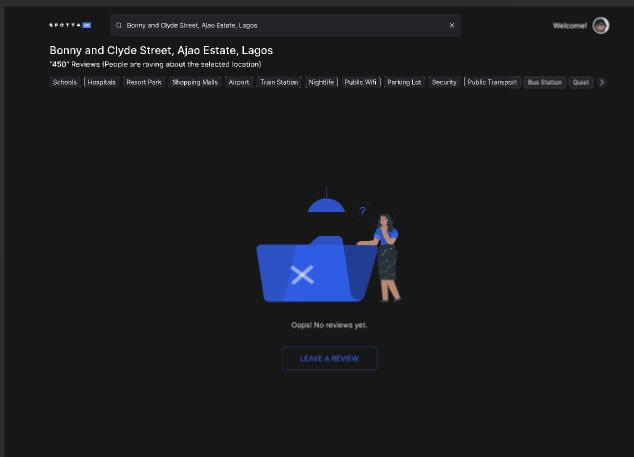 SPOTTA NG
Bonny and Clyde Street, Ajao Estate, Lagos
Welcome!
Bonny and Clyde Street, Ajao Estate, Lagos
"450" Reviews (People are raving about the selected location)
Schools Hospitals Resort Park Shopping Malls Airport Train Station Nightlife Public Wifi Parking Lot Security Public Transport Bus Station Quiet
?
Oops! No reviews yet.
LEAVE A REVIEW